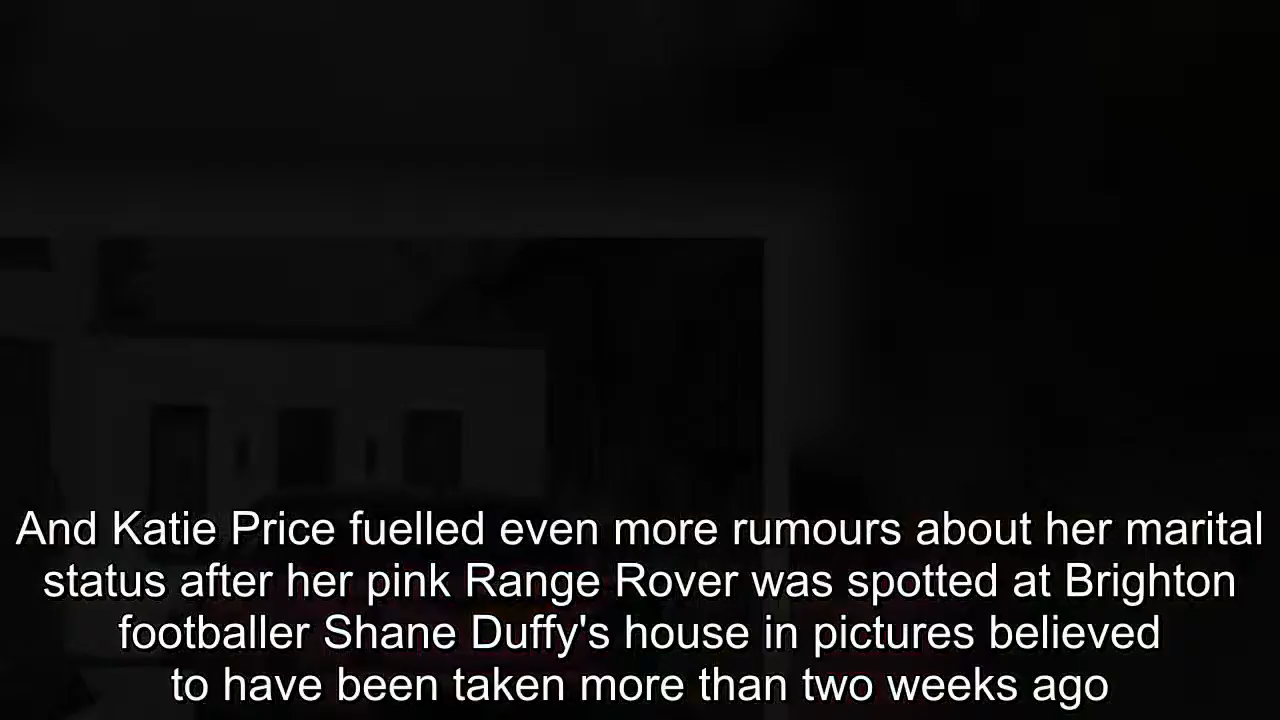 And Katie Price fuelled even more rumours about her marital
status after her pink Range Rover was spotted at Brighton
footballer Shane Duffy's house in pictures believed
to have been taken more than two weeks ago